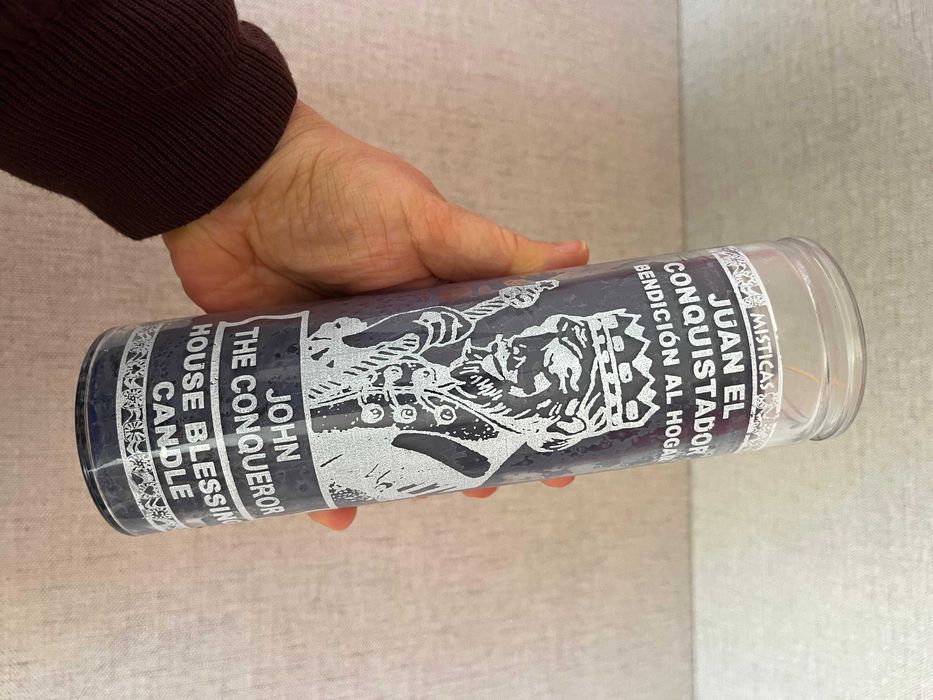 MISTICAS
JUAN EL
CONQUISTADOR
BENDICIÓN AL HOGAR
JOHN
THE CONQUEROR
HOUSE BLESSING
CANDLE